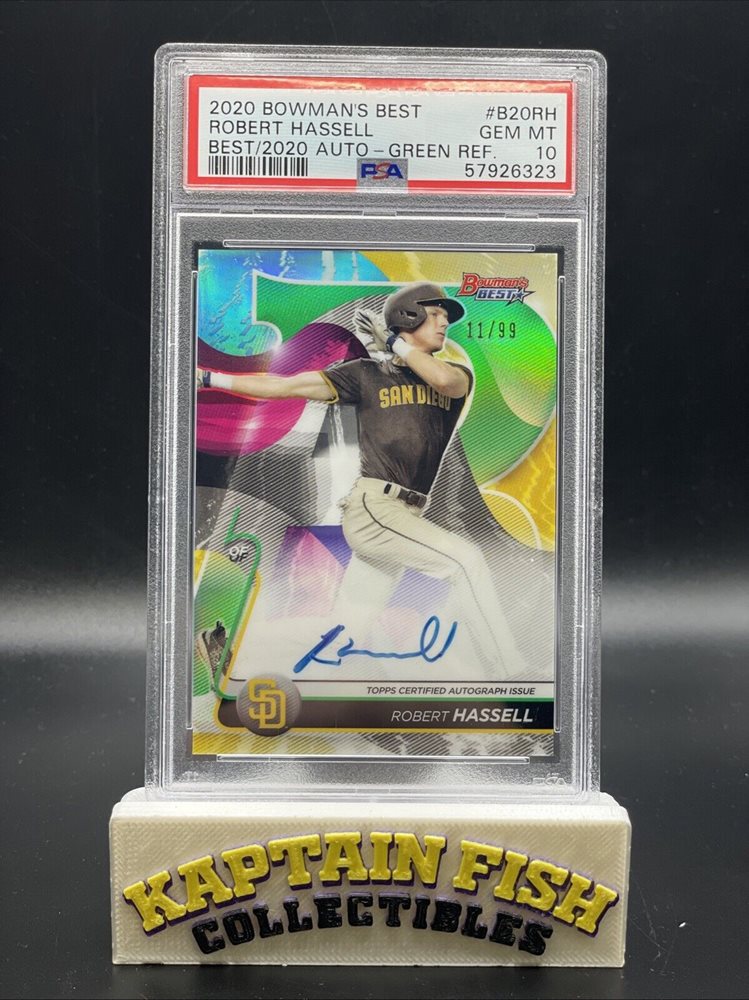 2020 BOWMAN'S BEST #B20RH
ROBERT HASSELL GEM MT
BEST/2020 AUTO-GREEN REF. 10
PSA 57926323
Bowman's
BEST
11/99
SAN DIEGO
OF
TOPPS CERTIFIED AUTOGRAPH ISSUE
SD
ROBERT HASSELL
KAPTAIN FISH
COLLECTIBLES